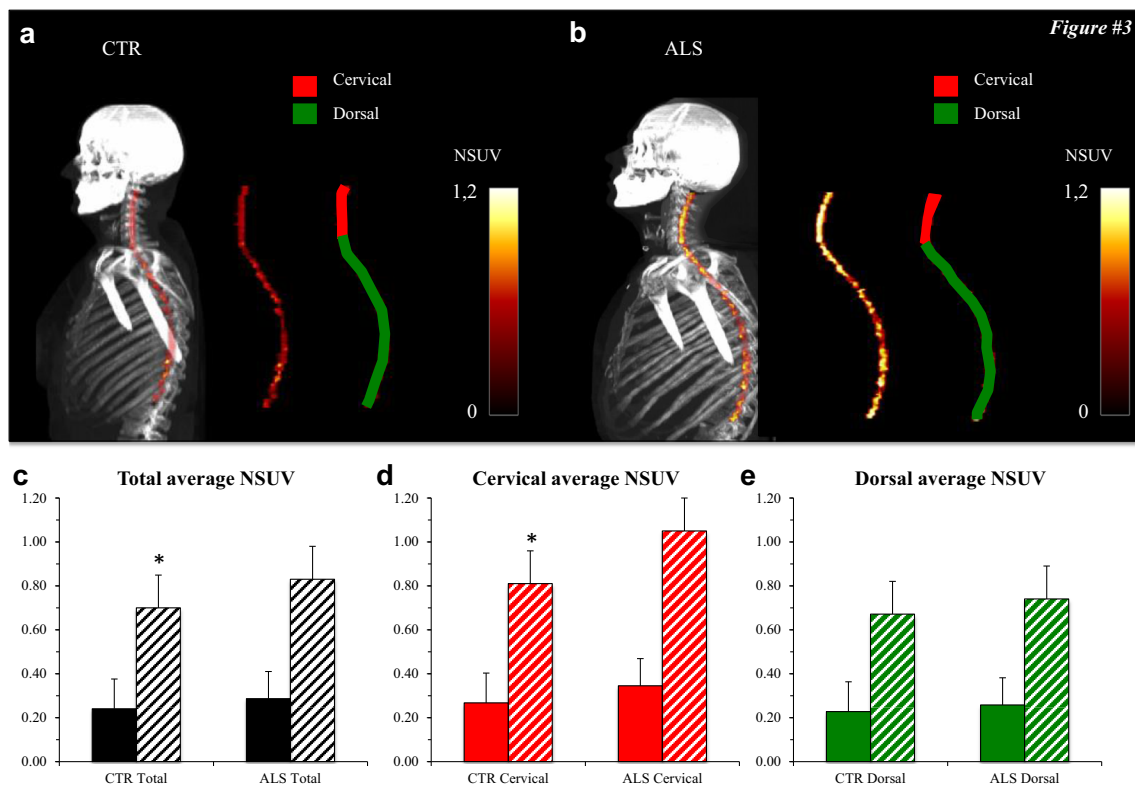 Figure #3
a
CTR
Cervical
Dorsal
NSUV
1,2
0
b
ALS
Cervical
Dorsal
NSUV
1,2
0
c
Total average NSUV
1.20
1.00
0.80
0.60
0.40
0.20
0.00
*
CTR Total
ALS Total
d
Cervical average NSUV
1.20
1.00
0.80
0.60
0.40
0.20
0.00
*
CTR Cervical
ALS Cervical
e
Dorsal average NSUV
1.20
1.00
0.80
0.60
0.40
0.20
0.00
CTR Dorsal
ALS Dorsal